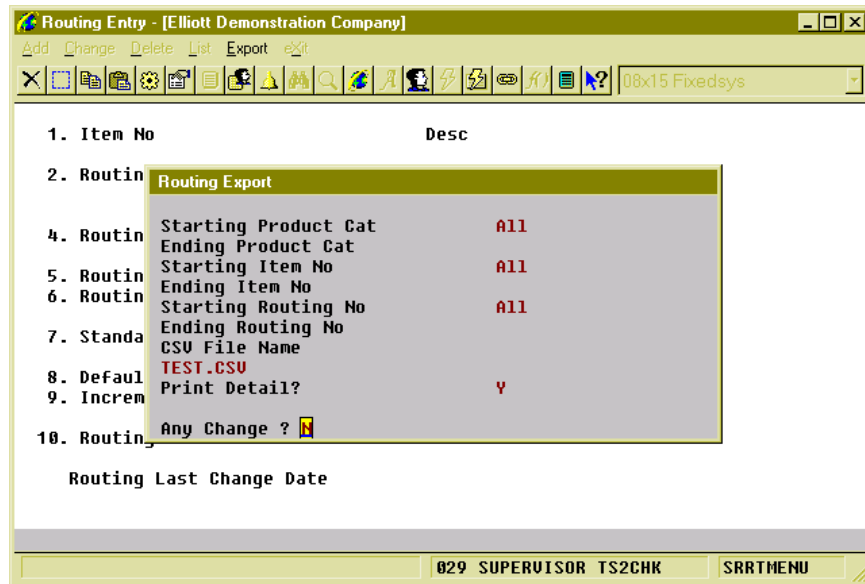 Routing Entry - [Elliott Demonstration Company]
Add Change Delete List Export eXit
08x15 Fixedsys
1. Item No Desc
2. Routin
Routing Export
Starting Product Cat All
Ending Product Cat
4. Routin
Starting Item No All
5. Routin
Ending Item No
6. Routin
Starting Routing No All
Ending Routing No
7. Standa
CSV File Name
TEST.CSV
8. Defaul
Print Detail? Y
9. Increm
Any Change ? N
10. Routing
Routing Last Change Date
029 SUPERVISOR TS2CHK SRRTMENU